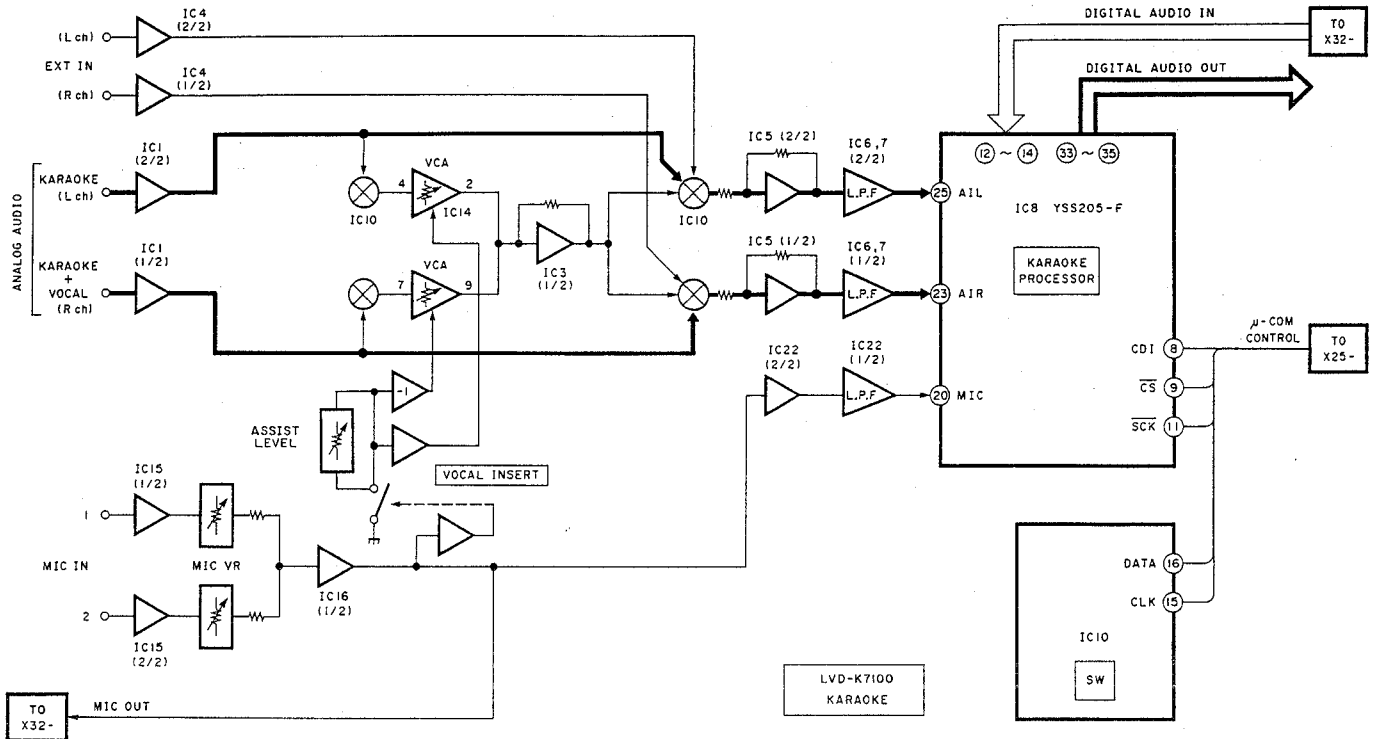 (L ch)
EXT IN
(R ch)
IC4
(2/2)
IC4
(1/2)
ANALOG AUDIO
KARAOKE
(L ch)
KARAOKE
+
VOCAL
(R ch)
IC1
(2/2)
IC1
(1/2)
IC10
4
VCA
2
IC14
7
VCA
9
IC3
(1/2)
IC10
IC5 (2/2)
IC6,7
(2/2)
L.P.F
IC5 (1/2)
IC6,7
(1/2)
L.P.F
IC22
(2/2)
IC22
(1/2)
L.P.F
DIGITAL AUDIO IN
TO
X32-
DIGITAL AUDIO OUT
12 ~ 14
33 ~ 35
25 AIL
IC8 YSS205-F
KARAOKE
PROCESSOR
23 AIR
20 MIC
CDI 8
CS 9
SCK 11
μ-COM
CONTROL
TO
X25-
ASSIST
LEVEL
-1
VOCAL INSERT
IC15
(1/2)
1
MIC IN
MIC VR
2
IC15
(2/2)
IC16
(1/2)
TO
X32-
MIC OUT
DATA 16
CLK 15
IC10
SW
LVD-K7100
KARAOKE